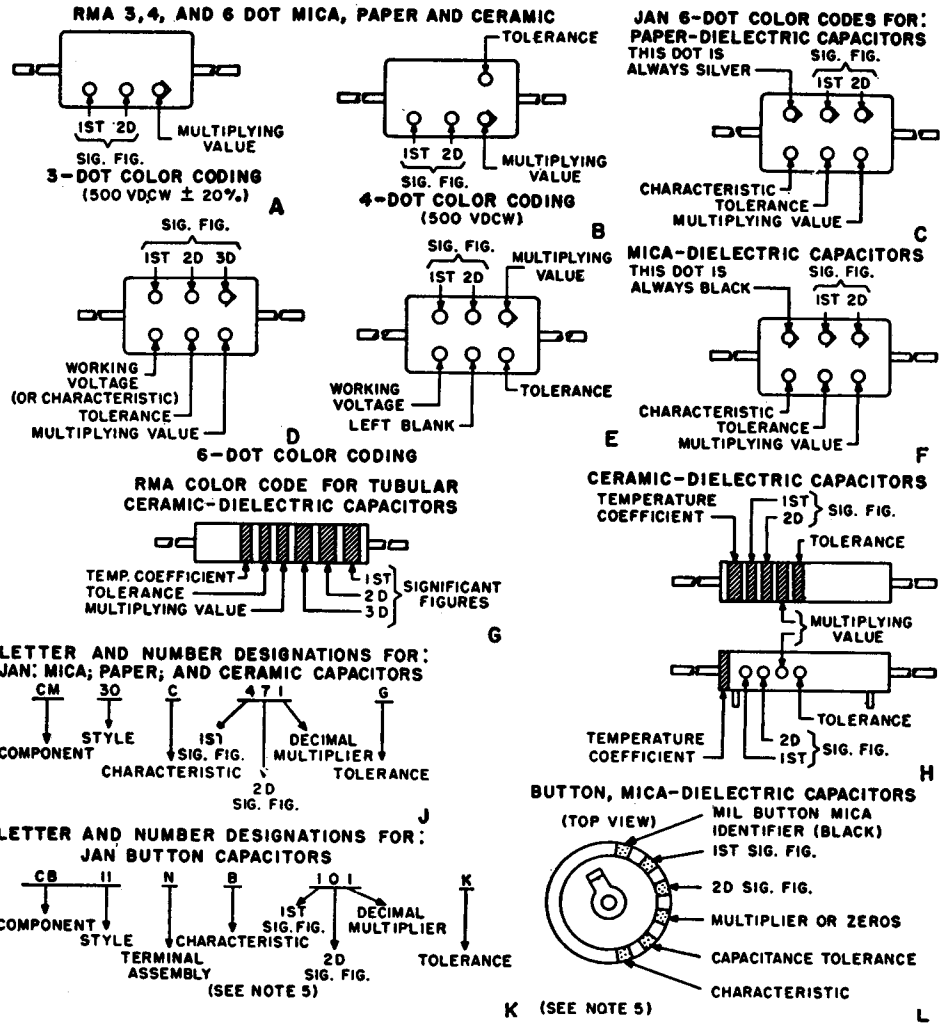 RMA 3,4, AND 6 DOT MICA, PAPER AND CERAMIC
1ST 2D
SIG. FIG.
MULTIPLYING
VALUE
3-DOT COLOR CODING
(500 VDCW ± 20%)
A
TOLERANCE
1ST 2D
SIG. FIG.
MULTIPLYING
VALUE
4-DOT COLOR CODING
(500 VDCW)
B
JAN 6-DOT COLOR CODES FOR:
PAPER-DIELECTRIC CAPACITORS
THIS DOT IS
ALWAYS SILVER
SIG. FIG.
1ST 2D
CHARACTERISTIC
TOLERANCE
MULTIPLYING VALUE
C
SIG. FIG.
1ST 2D 3D
WORKING
VOLTAGE
(OR CHARACTERISTIC)
TOLERANCE
MULTIPLYING VALUE
D
SIG. FIG.
1ST 2D
MULTIPLYING
VALUE
WORKING
VOLTAGE
LEFT BLANK
TOLERANCE
E
6-DOT COLOR CODING
MICA-DIELECTRIC CAPACITORS
THIS DOT IS
ALWAYS BLACK
SIG. FIG.
1ST 2D
CHARACTERISTIC
TOLERANCE
MULTIPLYING VALUE
F
RMA COLOR CODE FOR TUBULAR
CERAMIC-DIELECTRIC CAPACITORS
TEMP. COEFFICIENT
TOLERANCE
MULTIPLYING VALUE
1ST
2D
3D
SIGNIFICANT
FIGURES
G
CERAMIC-DIELECTRIC CAPACITORS
TEMPERATURE
COEFFICIENT
1ST
2D
SIG. FIG.
TOLERANCE
MULTIPLYING
VALUE
TOLERANCE
TEMPERATURE
COEFFICIENT
2D
1ST
SIG. FIG.
H
LETTER AND NUMBER DESIGNATIONS FOR:
JAN: MICA; PAPER; AND CERAMIC CAPACITORS
CM 30 C 471 G
COMPONENT
STYLE
CHARACTERISTIC
1ST
SIG. FIG.
2D
SIG. FIG.
DECIMAL
MULTIPLIER
TOLERANCE
J
LETTER AND NUMBER DESIGNATIONS FOR:
JAN BUTTON CAPACITORS
CB 11 N B 101 K
COMPONENT
STYLE
TERMINAL
ASSEMBLY
CHARACTERISTIC
1ST
SIG. FIG.
2D
SIG. FIG.
DECIMAL
MULTIPLIER
TOLERANCE
(SEE NOTE 5)
K
BUTTON, MICA-DIELECTRIC CAPACITORS
(TOP VIEW)
MIL BUTTON MICA
IDENTIFIER (BLACK)
1ST SIG. FIG.
2D SIG. FIG.
MULTIPLIER OR ZEROS
CAPACITANCE TOLERANCE
CHARACTERISTIC
(SEE NOTE 5)
L